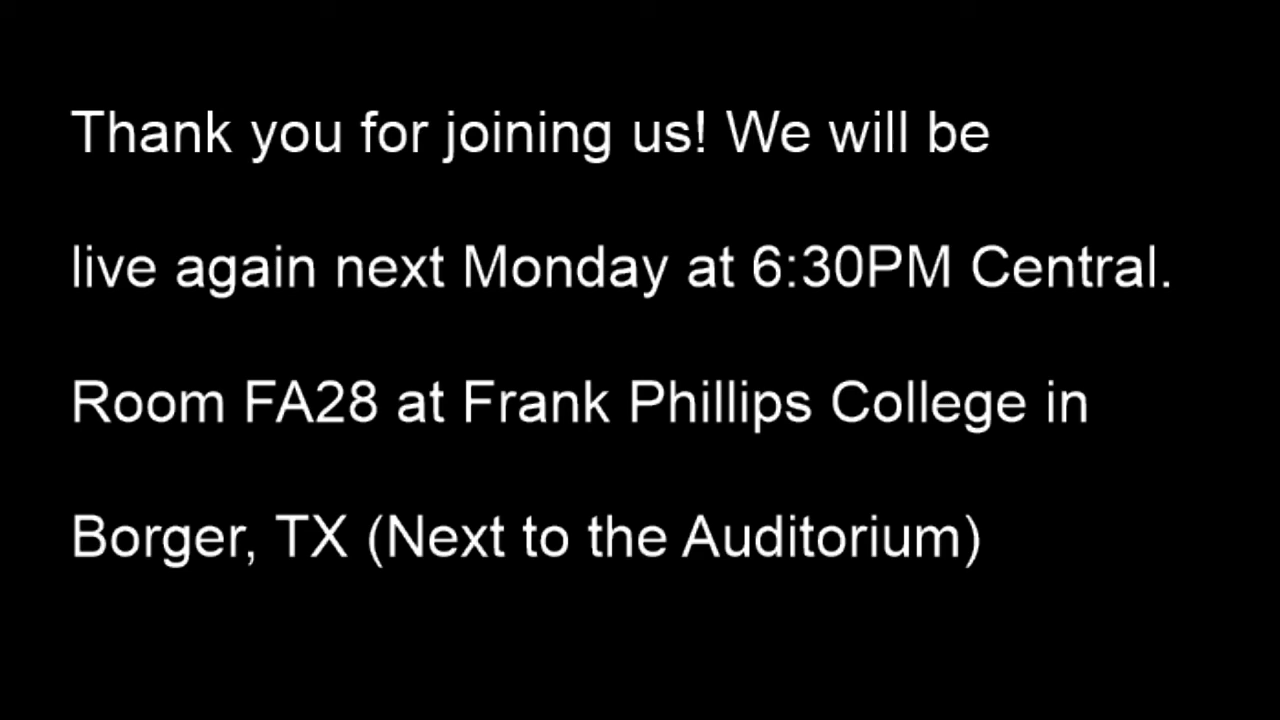 Thank you for joining us! We will be
live again next Monday at 6:30PM Central.
Room FA28 at Frank Phillips College in
Borger, TX (Next to the Auditorium)